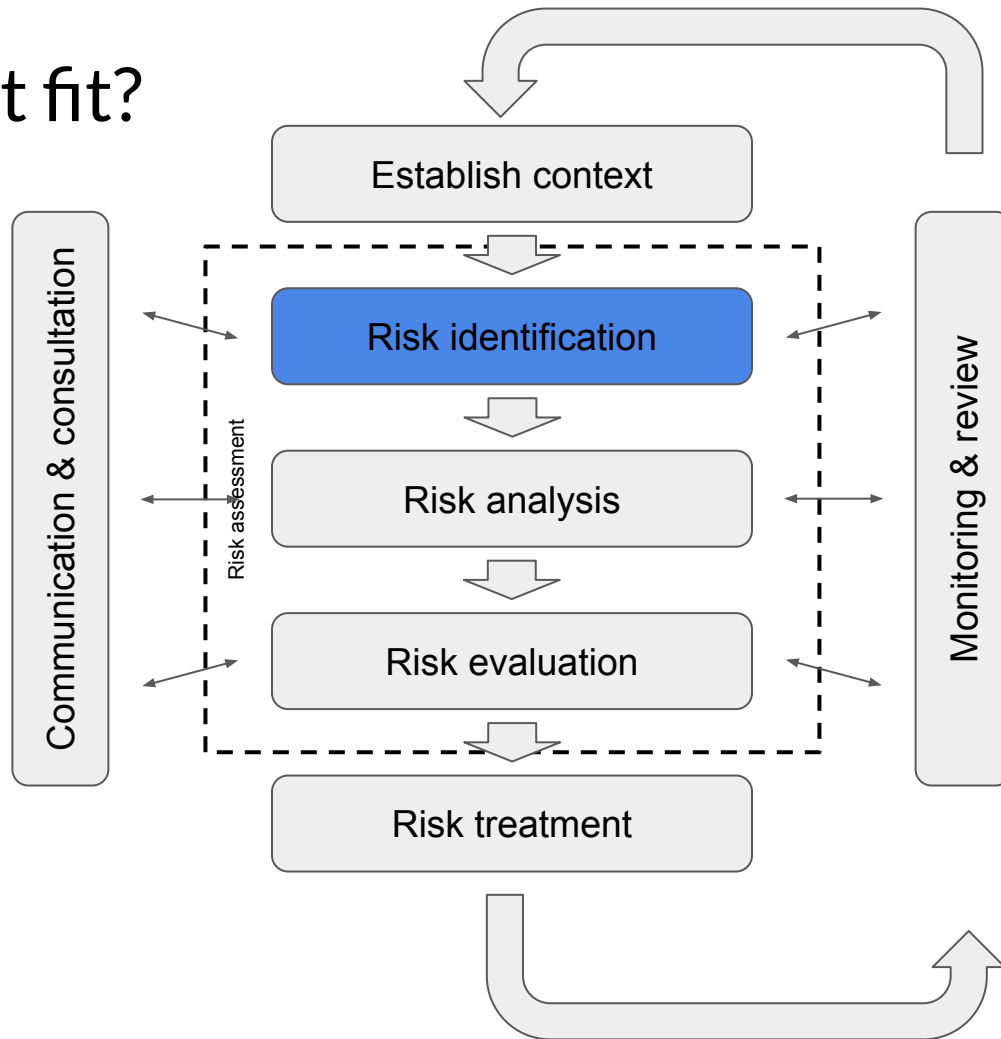 t fit?
Establish context
Communication & consultation
Risk identification
Risk assessment
Risk analysis
Risk evaluation
Monitoring & review
Risk treatment